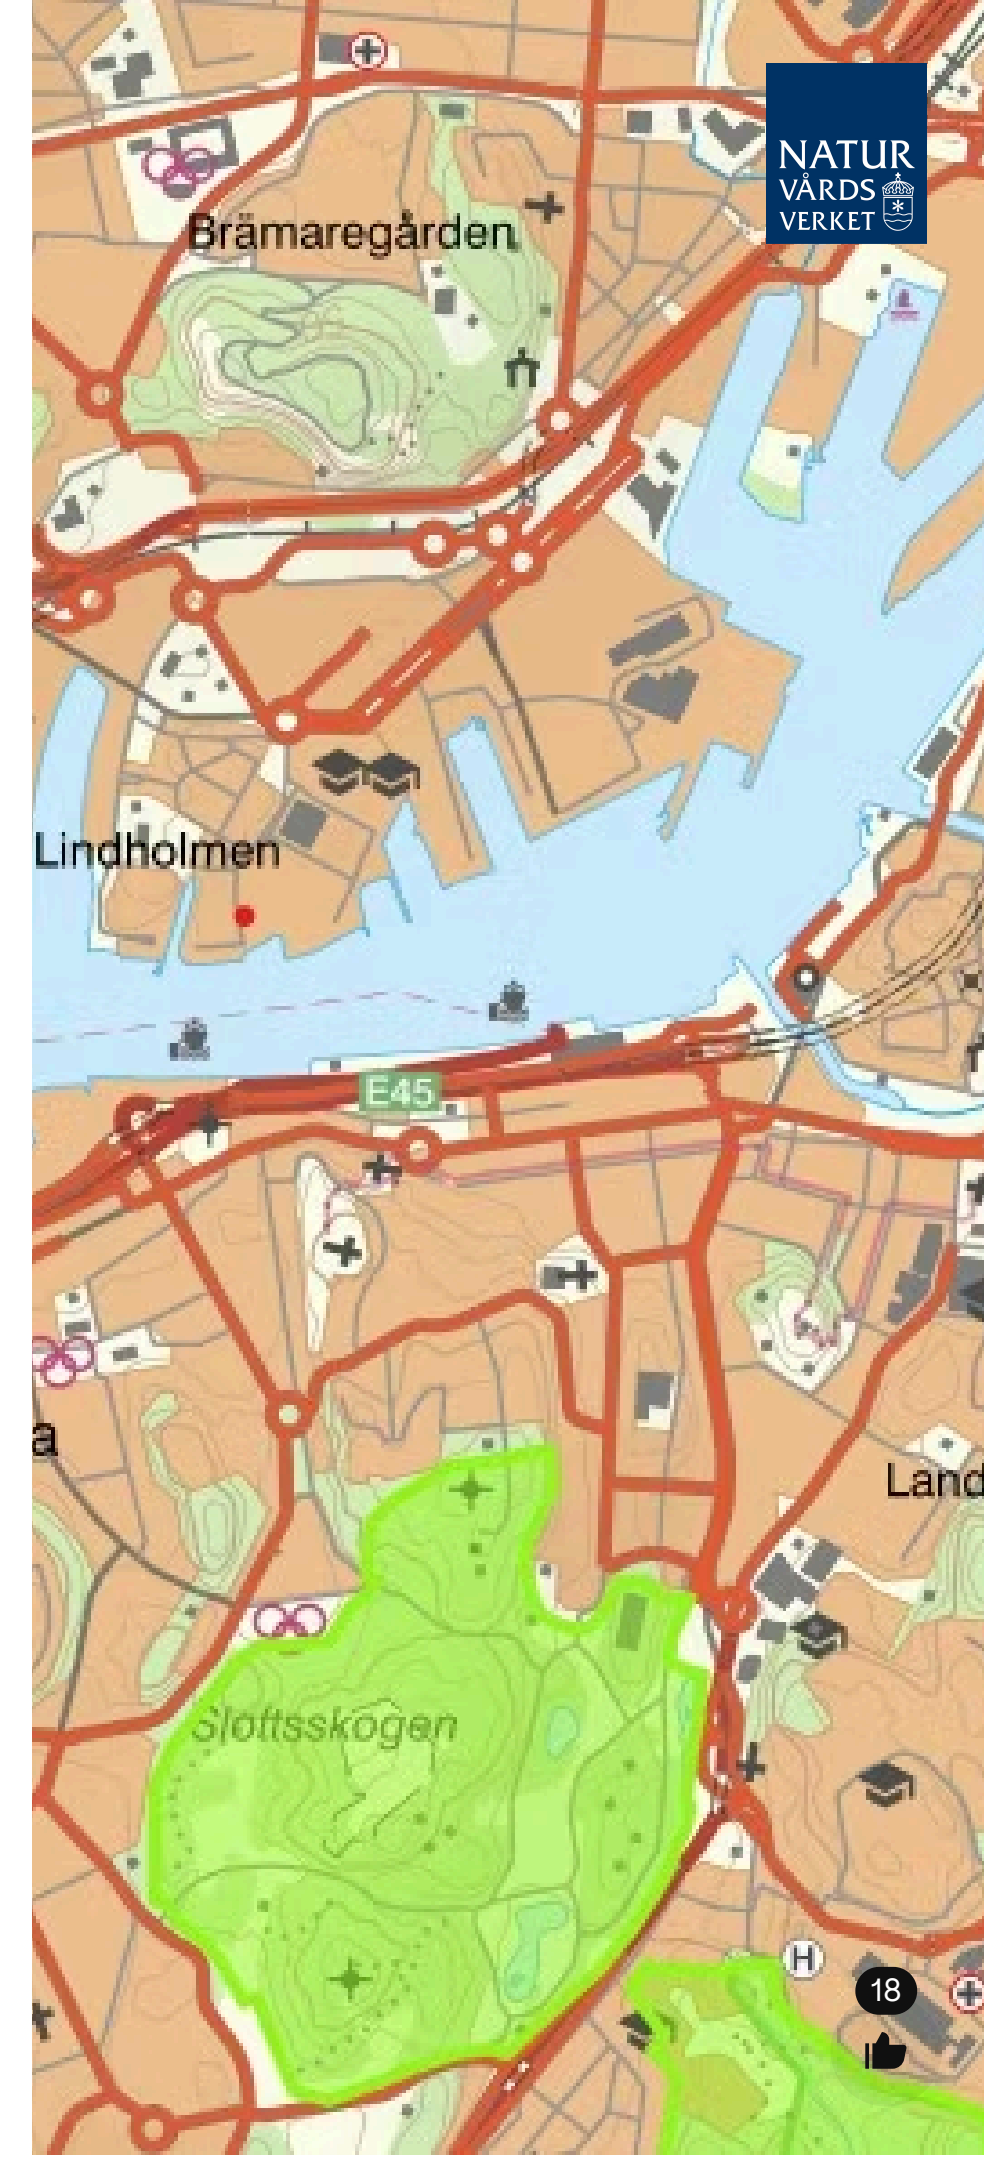 NATUR
VÅRDS
VERKET
Brämaregården
Lindholmen
E45
a
Land
Slottsskogen
H
18